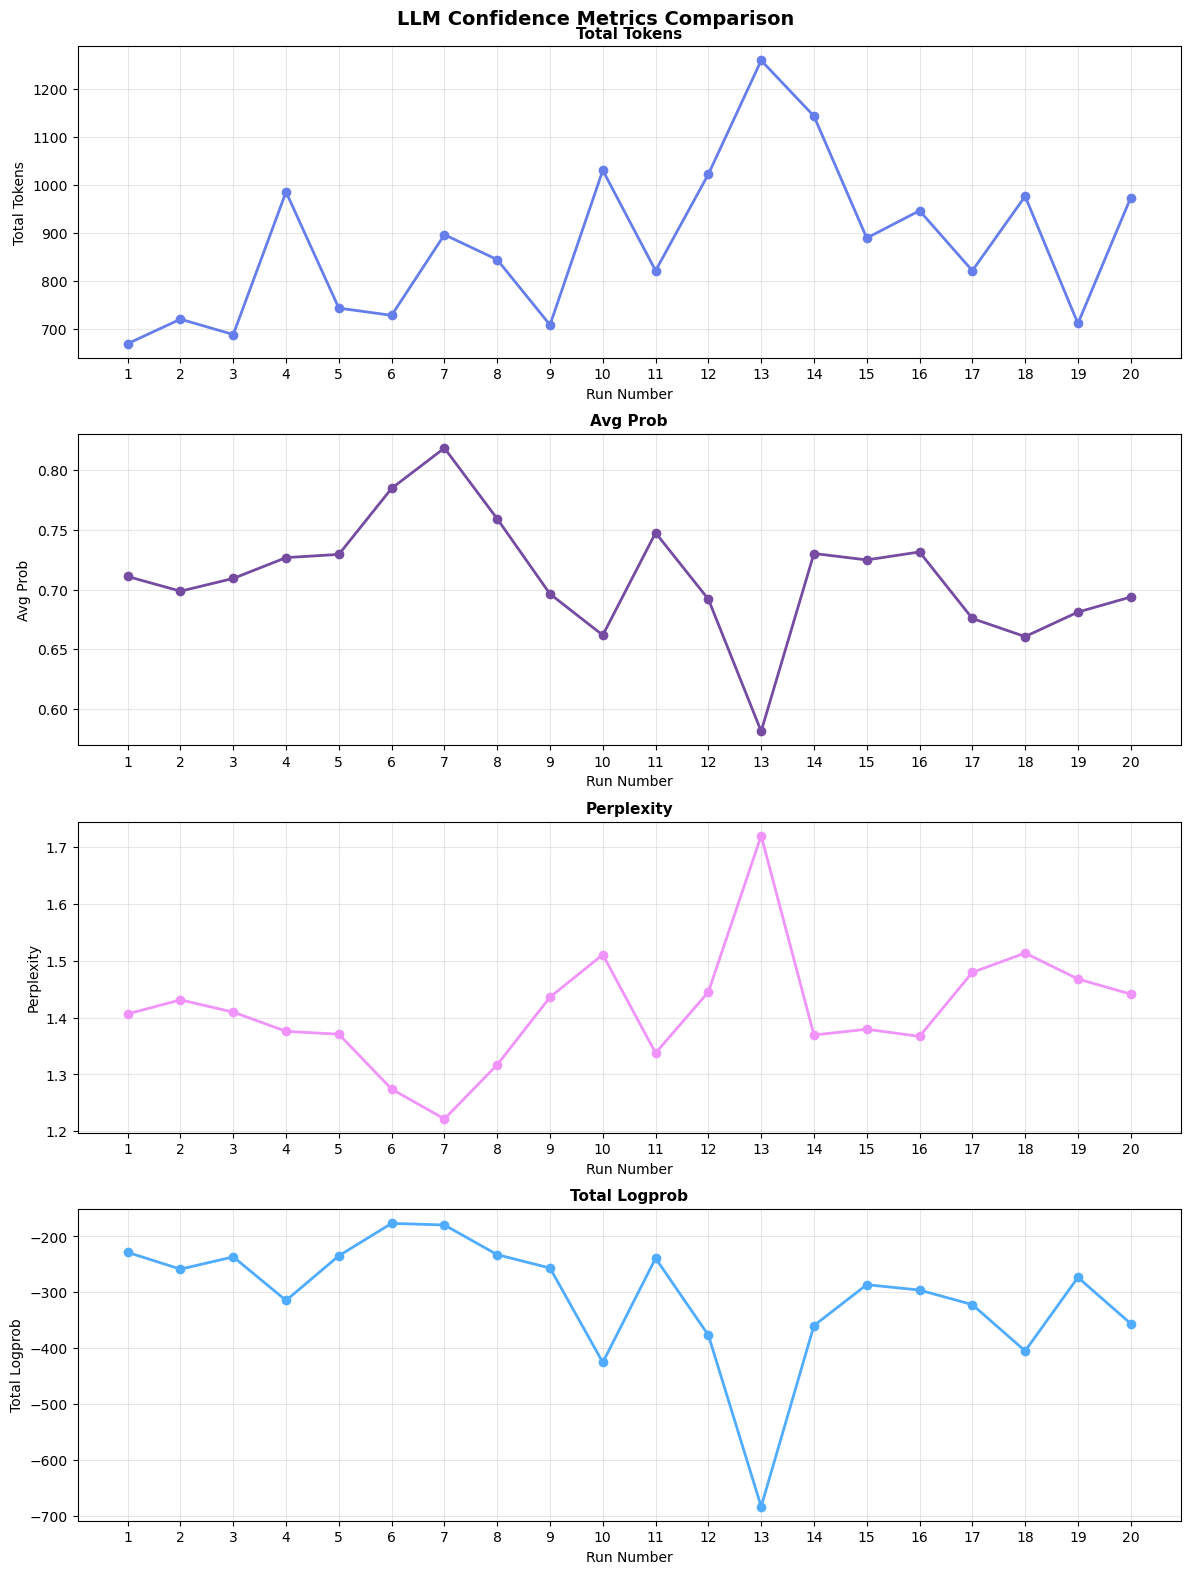 LLM Confidence Metrics Comparison
Total Tokens
1200
1100
1000
900
800
700
Total Tokens
1 2 3 4 5 6 7 8 9 10 11 12 13 14 15 16 17 18 19 20
Run Number
Avg Prob
0.80
0.75
0.70
0.65
0.60
Avg Prob
1 2 3 4 5 6 7 8 9 10 11 12 13 14 15 16 17 18 19 20
Run Number
Perplexity
1.7
1.6
1.5
1.4
1.3
1.2
Perplexity
1 2 3 4 5 6 7 8 9 10 11 12 13 14 15 16 17 18 19 20
Run Number
Total Logprob
−200
−300
−400
−500
−600
−700
Total Logprob
1 2 3 4 5 6 7 8 9 10 11 12 13 14 15 16 17 18 19 20
Run Number